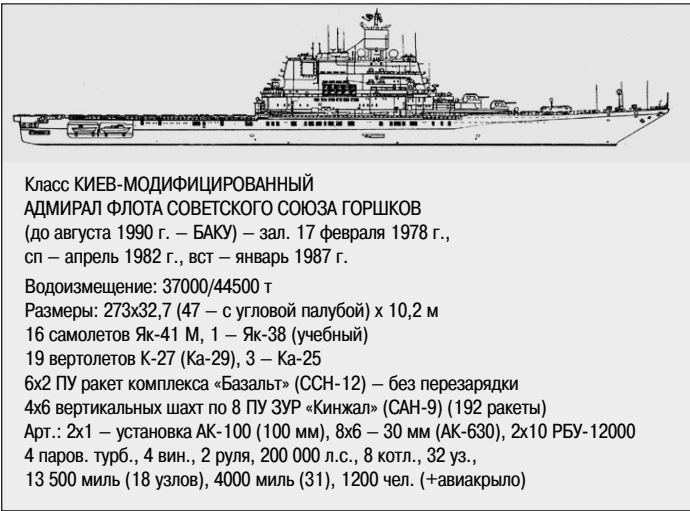 Класс КИЕВ-МОДИФИЦИРОВАННЫЙ
АДМИРАЛ ФЛОТА СОВЕТСКОГО СОЮЗА ГОРШКОВ
(до августа 1990 г. – БАКУ) – зал. 17 февраля 1978 г.,
сп – апрель 1982 г., вст – январь 1987 г.
Водоизмещение: 37000/44500 т
Размеры: 273х32,7 (47 – с угловой палубой) х 10,2 м
16 самолетов Як-41 М, 1 – Як-38 (учебный)
19 вертолетов К-27 (Ка-29), 3 – Ка-25
6х2 ПУ ракет комплекса «Базальт» (ССН-12) – без перезарядки
4х6 вертикальных шахт по 8 ПУ ЗУР «Кинжал» (САН-9) (192 ракеты)
Арт.: 2х1 – установка АК-100 (100 мм), 8х6 – 30 мм (АК-630), 2х10 РБУ-12000
4 паров. турб., 4 вин., 2 руля, 200 000 л.с., 8 котл., 32 уз.,
13 500 миль (18 узлов), 4000 миль (31), 1200 чел. (+авиакрыло)